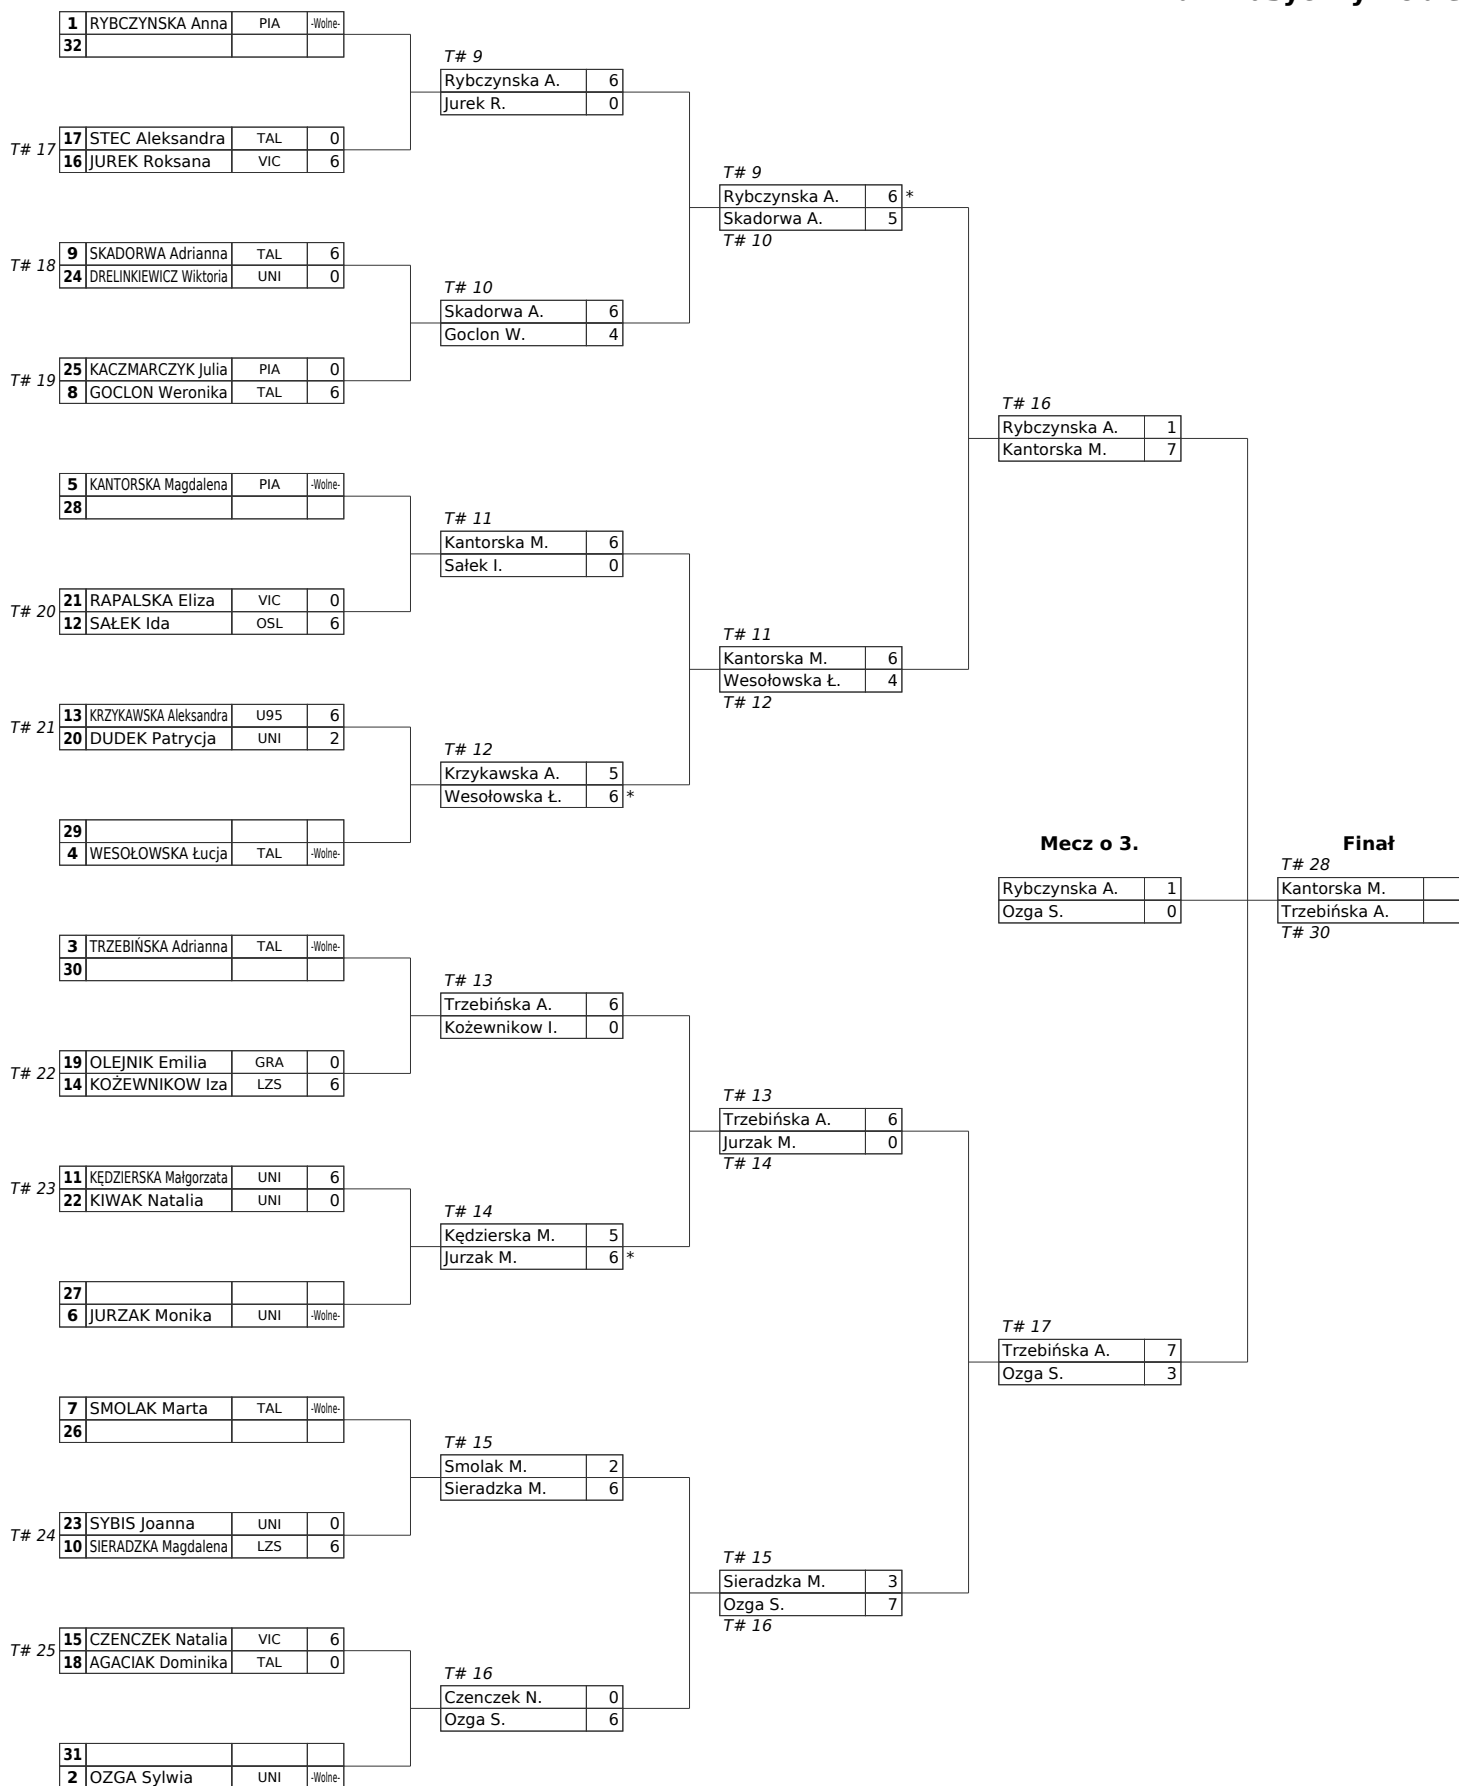 1 RYBCZYNSKA Anna PIA -Wolne-
32
T# 9
Rybczynska A. 6
Jurek R. 0
T# 17
17 STEC Aleksandra TAL 0
16 JUREK Roksana VIC 6
T# 9
Rybczynska A. 6 *
Skadorwa A. 5
T# 10
T# 18
9 SKADORWA Adrianna TAL 6
24 DRELINKIEWICZ Wiktoria UNI 0
T# 10
Skadorwa A. 6
Goclon W. 4
T# 19
25 KACZMARCZYK Julia PIA 0
8 GOCLON Weronika TAL 6
T# 16
Rybczynska A. 1
Kantorska M. 7
5 KANTORSKA Magdalena PIA -Wolne-
28
T# 11
Kantorska M. 6
Sałek I. 0
T# 20
21 RAPALSKA Eliza VIC 0
12 SAŁEK Ida OSL 6
T# 11
Kantorska M. 6
Wesołowska Ł. 4
T# 12
T# 21
13 KRZYKAWSKA Aleksandra U95 6
20 DUDEK Patrycja UNI 2
T# 12
Krzykawska A. 5
Wesołowska Ł. 6 *
29
4 WESOŁOWSKA Łucja TAL -Wolne-
Mecz o 3.
Rybczynska A. 1
Ozga S. 0
Finał
T# 28
Kantorska M.
Trzebińska A.
T# 30
3 TRZEBIŃSKA Adrianna TAL -Wolne-
30
T# 13
Trzebińska A. 6
Kożewnikow I. 0
T# 22
19 OLEJNIK Emilia GRA 0
14 KOŻEWNIKOW Iza LZS 6
T# 13
Trzebińska A. 6
Jurzak M. 0
T# 14
T# 23
11 KĘDZIERSKA Małgorzata UNI 6
22 KIWAK Natalia UNI 0
T# 14
Kędzierska M. 5
Jurzak M. 6 *
27
6 JURZAK Monika UNI -Wolne-
T# 17
Trzebińska A. 7
Ozga S. 3
7 SMOLAK Marta TAL -Wolne-
26
T# 15
Smolak M. 2
Sieradzka M. 6
T# 24
23 SYBIS Joanna UNI 0
10 SIERADZKA Magdalena LZS 6
T# 15
Sieradzka M. 3
Ozga S. 7
T# 16
T# 25
15 CZENCZEK Natalia VIC 6
18 AGACIAK Dominika TAL 0
T# 16
Czenczek N. 0
Ozga S. 6
31
2 OZGA Sylwia UNI -Wolne-